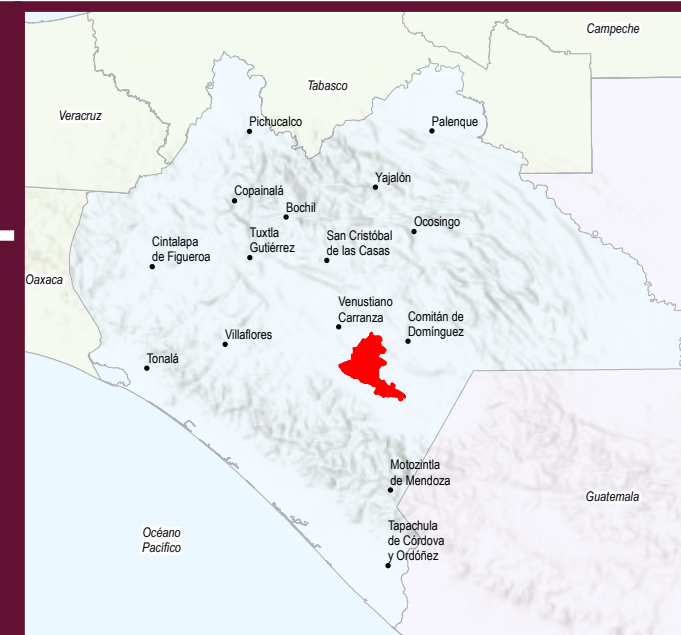 Campeche
Tabasco
Veracruz
Pichucalco
Palenque
Yajalón
Copainalá
Bochil
Ocosingo
Tuxtla
Gutiérrez
San Cristóbal
de las Casas
Cintalapa
de Figueroa
Oaxaca
Venustiano
Carranza
Comitán de
Domínguez
Villaflores
Tonalá
Motozintla
de Mendoza
Guatemala
Océano
Pacifico
Tapachula
de Córdova
y Ordóñez